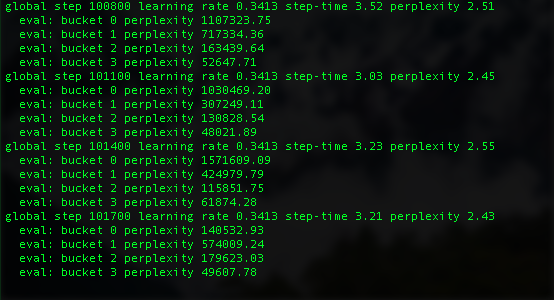 global step 100800 learning rate 0.3413 step-time 3.52 perplexity 2.51
eval: bucket 0 perplexity 1107323.75
eval: bucket 1 perplexity 717334.36
eval: bucket 2 perplexity 163439.64
eval: bucket 3 perplexity 52647.71
global step 101100 learning rate 0.3413 step-time 3.03 perplexity 2.45
eval: bucket 0 perplexity 1030469.20
eval: bucket 1 perplexity 307249.11
eval: bucket 2 perplexity 130828.54
eval: bucket 3 perplexity 48021.89
global step 101400 learning rate 0.3413 step-time 3.23 perplexity 2.55
eval: bucket 0 perplexity 1571609.09
eval: bucket 1 perplexity 424979.79
eval: bucket 2 perplexity 115851.75
eval: bucket 3 perplexity 61874.28
global step 101700 learning rate 0.3413 step-time 3.21 perplexity 2.43
eval: bucket 0 perplexity 140532.93
eval: bucket 1 perplexity 574009.24
eval: bucket 2 perplexity 179623.03
eval: bucket 3 perplexity 49607.78